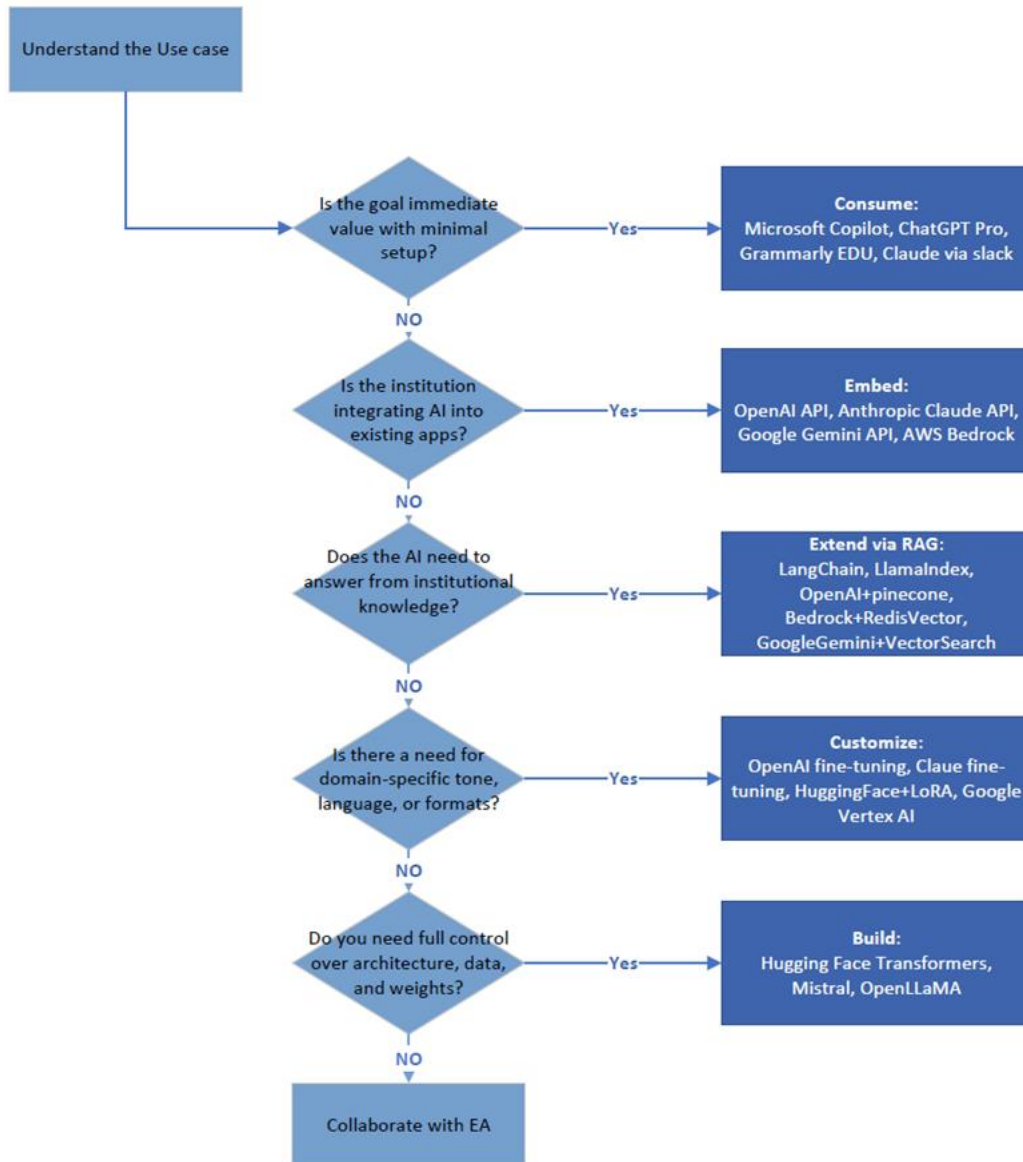 Understand the Use case
Is the goal immediate
value with minimal
setup?
Yes
Consume:
Microsoft Copilot, ChatGPT Pro,
Grammarly EDU, Claude via slack
NO
Is the institution
integrating AI into
existing apps?
Yes
Embed:
OpenAI API, Anthropic Claude API,
Google Gemini API, AWS Bedrock
NO
Does the AI need to
answer from institutional
knowledge?
Yes
Extend via RAG:
LangChain, LlamaIndex,
OpenAI+pinecone,
Bedrock+RedisVector,
GoogleGemini+VectorSearch
NO
Is there a need for
domain-specific tone,
language, or formats?
Yes
Customize:
OpenAI fine-tuning, Claue fine-
tuning, HuggingFace+LoRA, Google
Vertex AI
NO
Do you need full control
over architecture, data,
and weights?
Yes
Build:
Hugging Face Transformers,
Mistral, OpenLLaMA
NO
Collaborate with EA